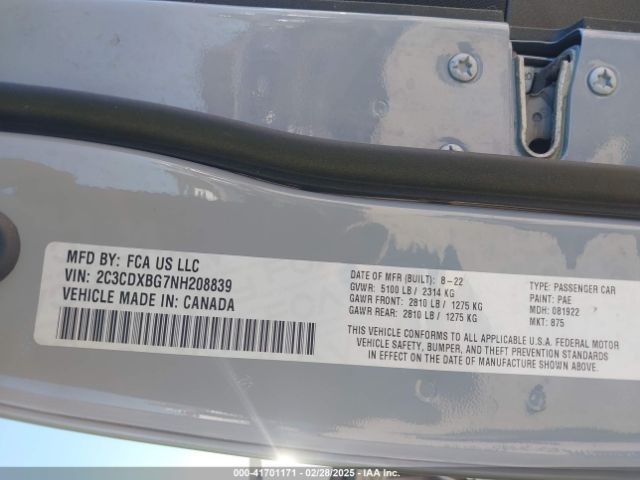 MFD BY: FCA US LLC
VIN: 2C3CDXBG7NH208839
VEHICLE MADE IN: CANADA
DATE OF MFR (BUILT): 8-22
GVWR: 5100 LB / 2314 KG
GAWR FRONT: 2810 LB / 1275 KG
GAWR REAR: 2810 LB / 1275 KG
TYPE: PASSENGER CAR
PAINT: PAE
MDH: 081922
MKT: 875
THIS VEHICLE CONFORMS TO ALL APPLICABLE U.S.A. FEDERAL MOTOR
VEHICLE SAFETY, BUMPER, AND THEFT PREVENTION STANDARDS
IN EFFECT ON THE DATE OF MANUFACTURE SHOWN ABOVE.
000-41701171 - 02/28/2025 - IAA Inc.